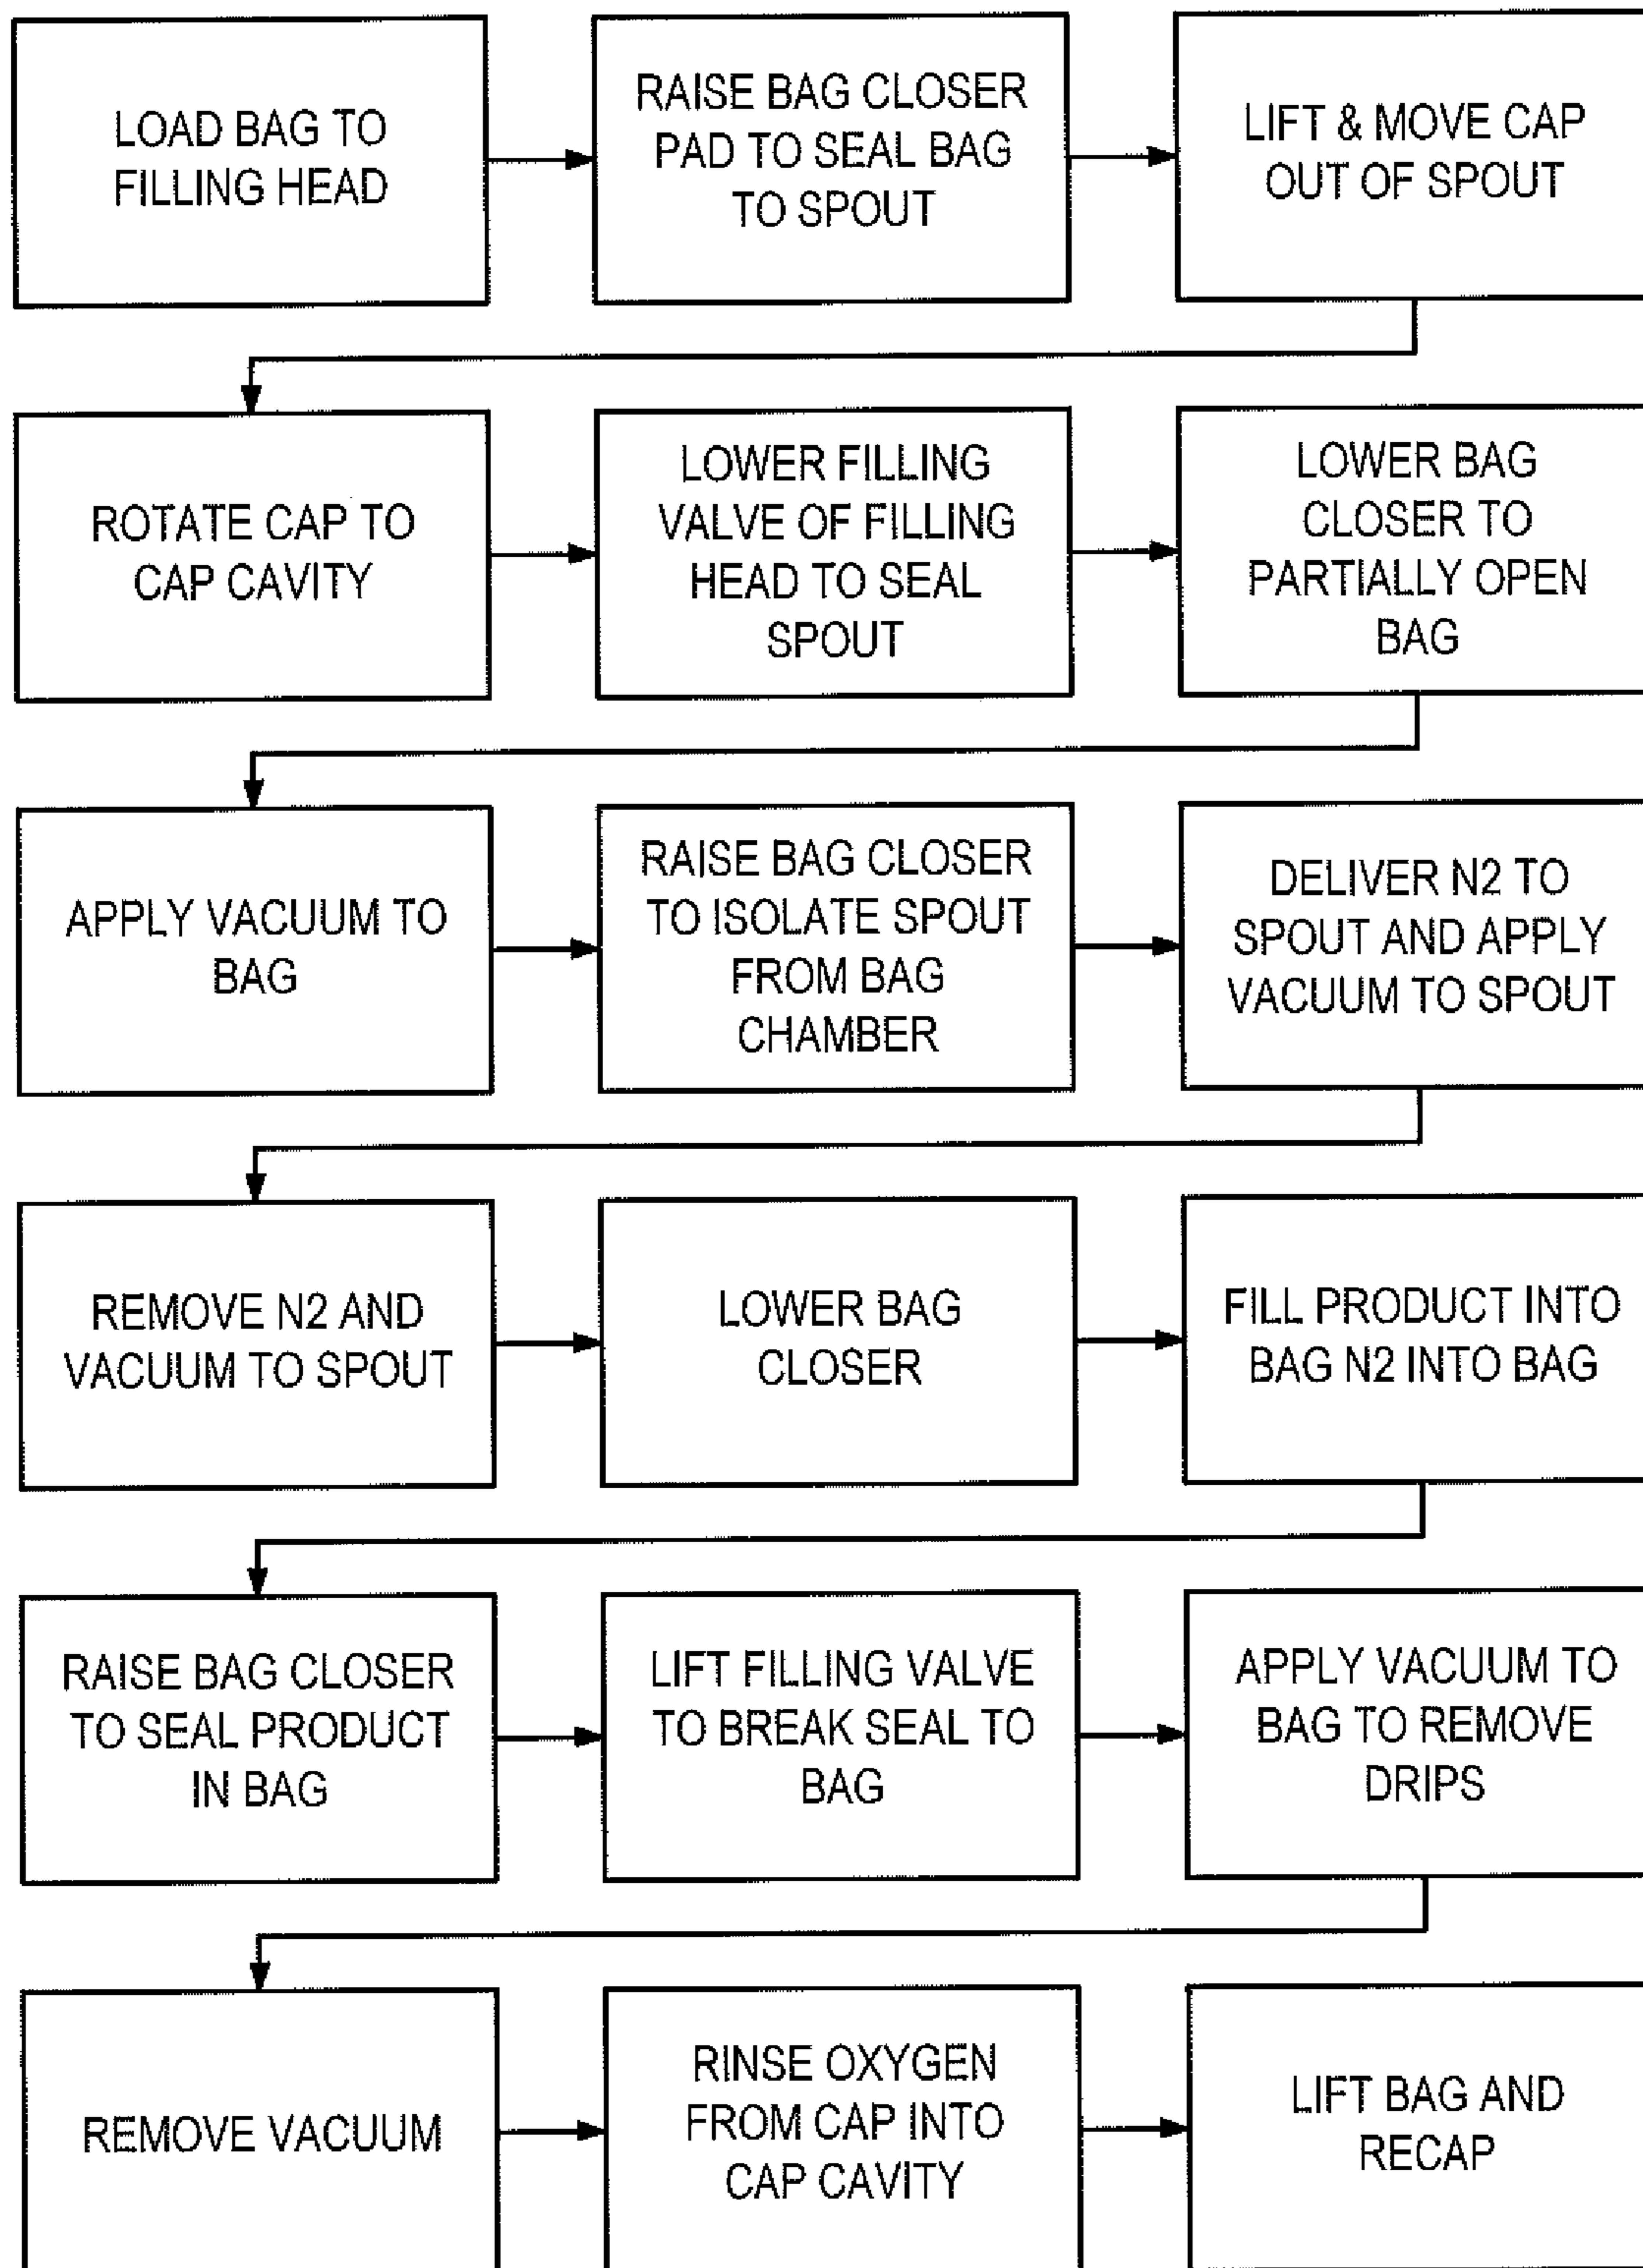 LOAD BAG TO
FILLING HEAD
RAISE BAG CLOSER
PAD TO SEAL BAG
TO SPOUT
LIFT & MOVE CAP
OUT OF SPOUT
ROTATE CAP TO
CAP CAVITY
LOWER FILLING
VALVE OF FILLING
HEAD TO SEAL
SPOUT
LOWER BAG
CLOSER TO
PARTIALLY OPEN
BAG
APPLY VACUUM TO
BAG
RAISE BAG CLOSER
TO ISOLATE SPOUT
FROM BAG
CHAMBER
DELIVER N2 TO
SPOUT AND APPLY
VACUUM TO SPOUT
REMOVE N2 AND
VACUUM TO SPOUT
LOWER BAG
CLOSER
FILL PRODUCT INTO
BAG N2 INTO BAG
RAISE BAG CLOSER
TO SEAL PRODUCT
IN BAG
LIFT FILLING VALVE
TO BREAK SEAL TO
BAG
APPLY VACUUM TO
BAG TO REMOVE
DRIPS
REMOVE VACUUM
RINSE OXYGEN
FROM CAP INTO
CAP CAVITY
LIFT BAG AND
RECAP